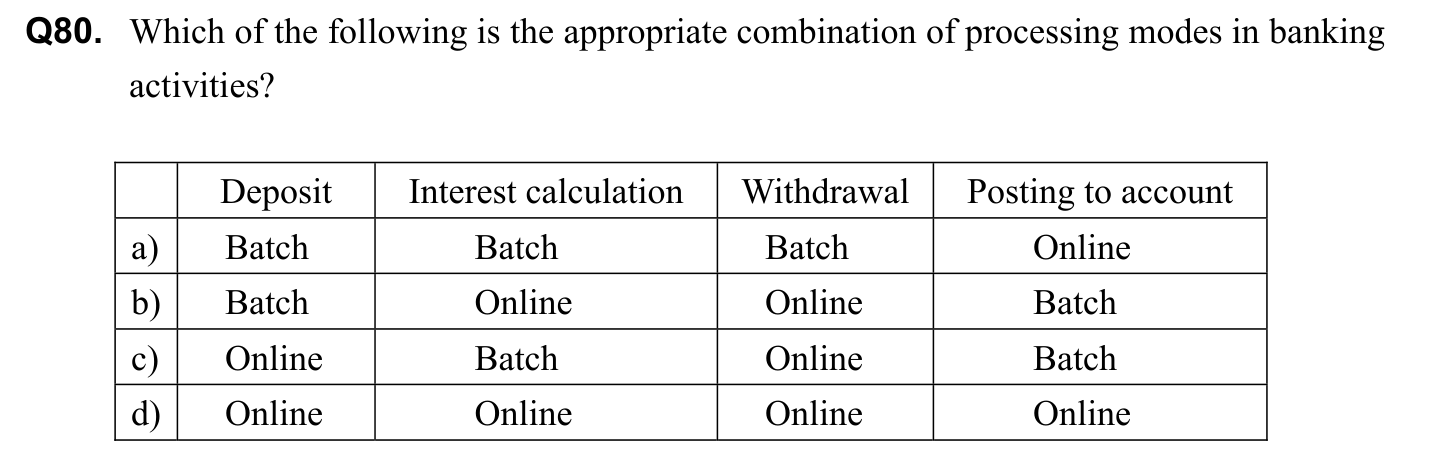 Q80. Which of the following is the appropriate combination of processing modes in banking
activities?
Deposit Interest calculation Withdrawal Posting to account
a) Batch Batch Batch Online
b) Batch Online Online Batch
c) Online Batch Online Batch
d) Online Online Online Online